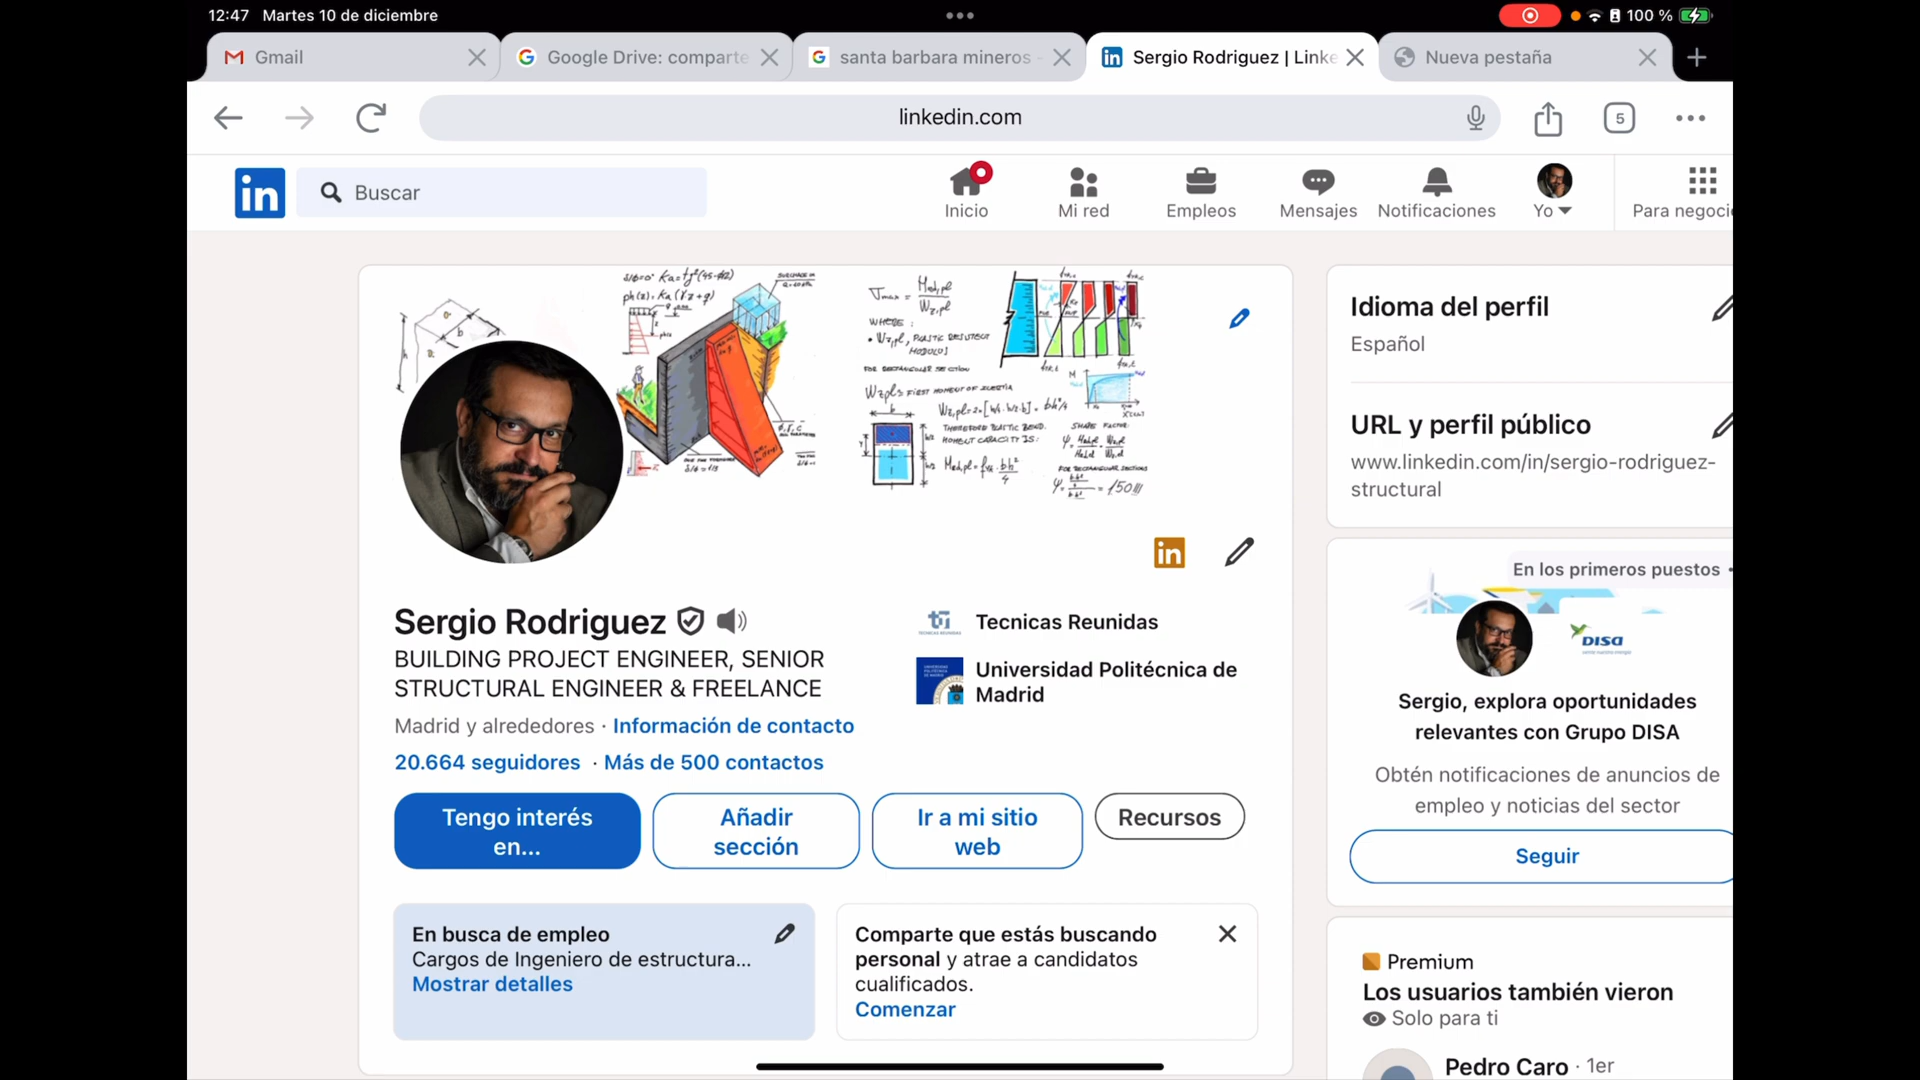 12:47 Martes 10 de diciembre
100 %
Gmail
Google Drive: comparte
santa barbara mineros -
Sergio Rodriguez | Linke
Nueva pestaña
linkedin.com
5
in
Buscar
Inicio
Mi red
Empleos
Mensajes
Notificaciones
Yo
Para negoci
WHERE:
Sergio Rodriguez
BUILDING PROJECT ENGINEER, SENIOR
STRUCTURAL ENGINEER & FREELANCE
Madrid y alrededores · Información de contacto
20.664 seguidores · Más de 500 contactos
Tecnicas Reunidas
Universidad Politécnica de
Madrid
Tengo interés
en...
Añadir
sección
Ir a mi sitio
web
Recursos
En busca de empleo
Cargos de Ingeniero de estructura...
Mostrar detalles
Comparte que estás buscando
personal y atrae a candidatos
cualificados.
Comenzar
Idioma del perfil
Español
URL y perfil público
www.linkedin.com/in/sergio-rodriguez-
structural
En los primeros puestos
DISA
Sergio, explora oportunidades
relevantes con Grupo DISA
Obtén notificaciones de anuncios de
empleo y noticias del sector
Seguir
Premium
Los usuarios también vieron
Solo para ti
Pedro Caro · 1er